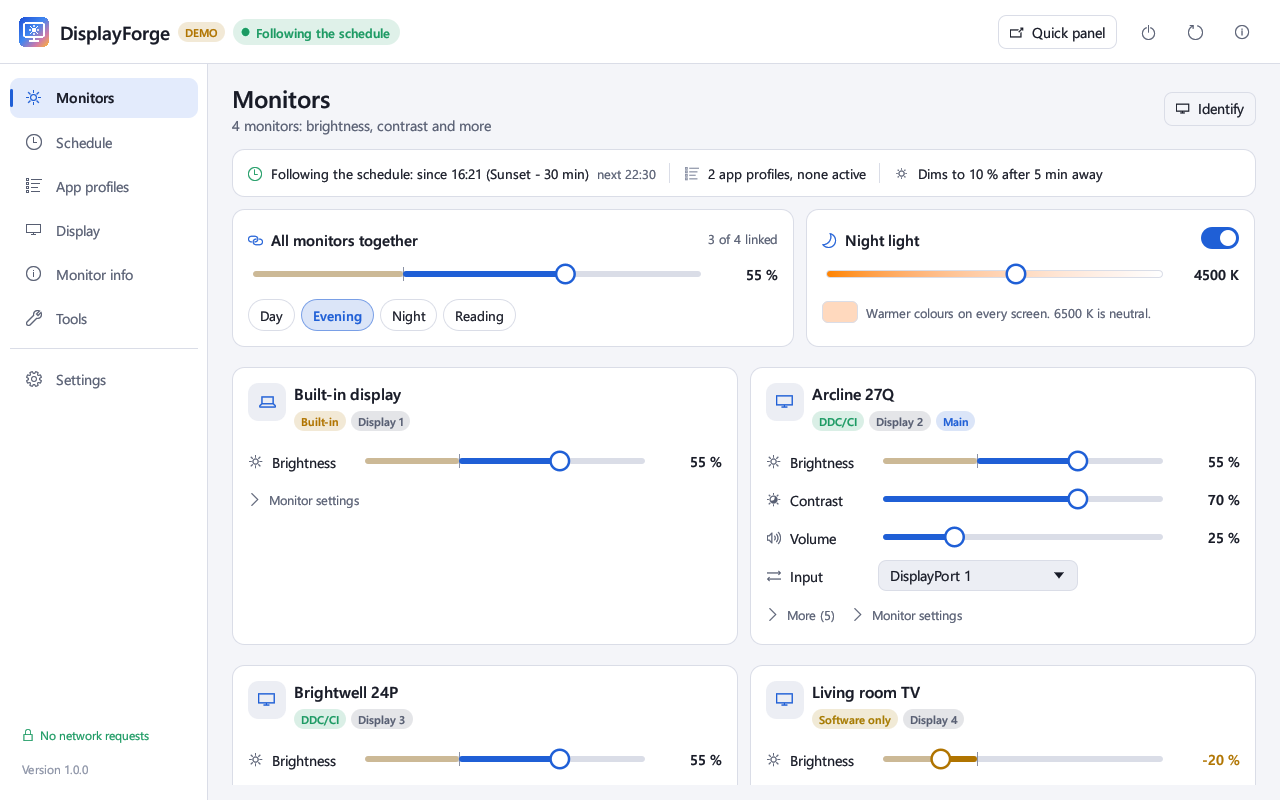 DisplayForge DEMO Following the schedule Quick panel
Monitors
Schedule
App profiles
Display
Monitor info
Tools
Settings
No network requests
Version 1.0.0
Monitors
4 monitors: brightness, contrast and more
Identify
Following the schedule: since 16:21 (Sunset - 30 min) next 22:30 2 app profiles, none active Dims to 10 % after 5 min away
All monitors together 3 of 4 linked
55 %
Day Evening Night Reading
Night light
4500 K
Warmer colours on every screen. 6500 K is neutral.
Built-in display
Built-in Display 1
Brightness 55 %
Monitor settings
Arcline 27Q
DDC/CI Display 2 Main
Brightness 55 %
Contrast 70 %
Volume 25 %
Input DisplayPort 1
More (5) Monitor settings
Brightwell 24P
DDC/CI Display 3
Brightness 55 %
Living room TV
Software only Display 4
Brightness -20 %